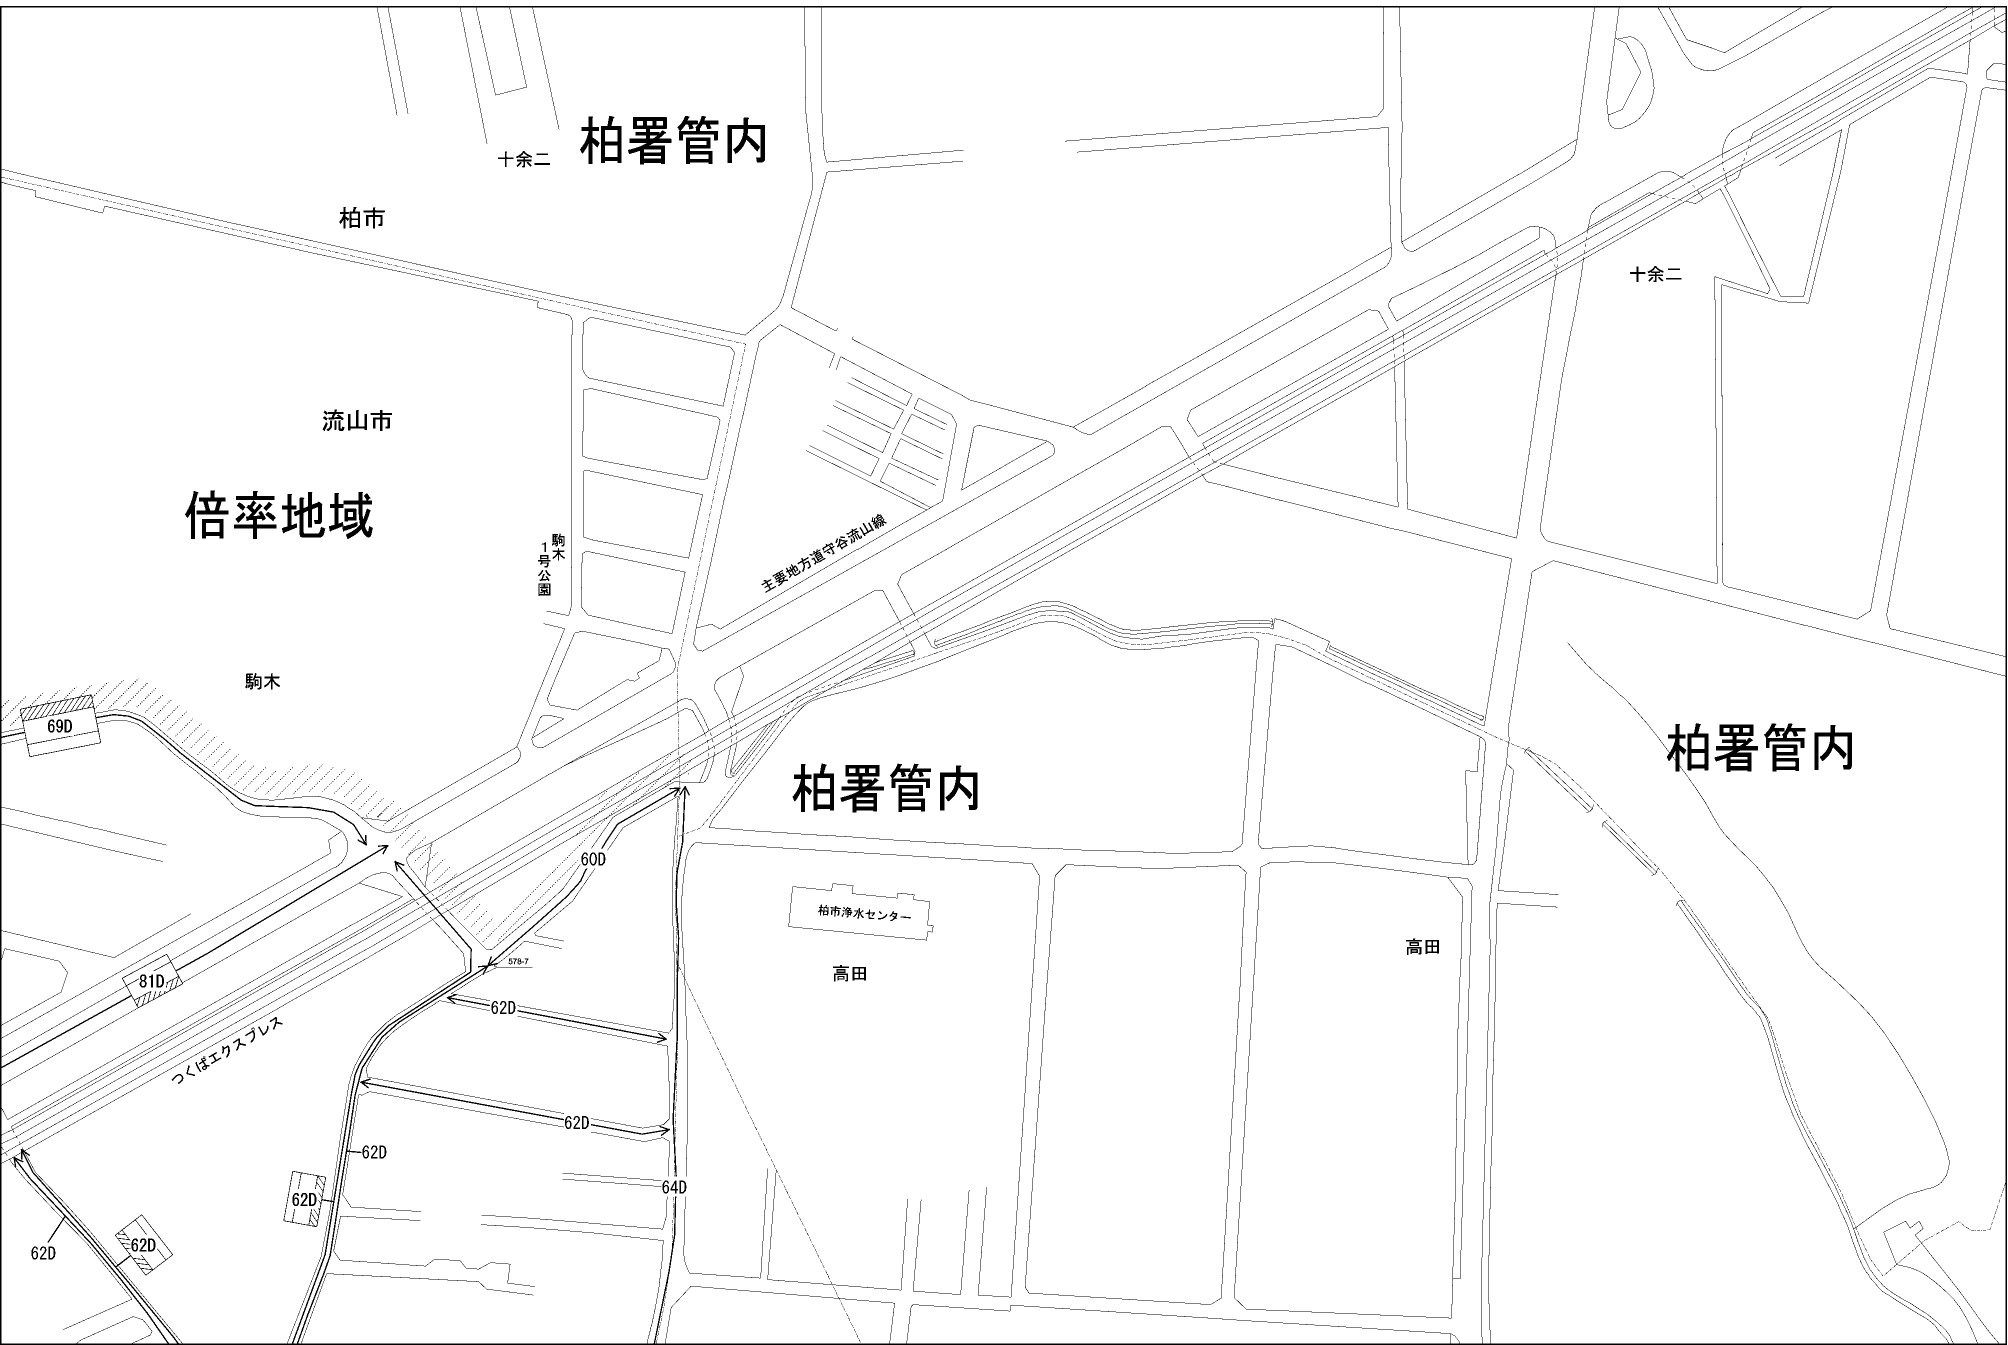 柏署管内
十余二
柏市
十余二
流山市
倍率地域
主要地方道守谷流山線
駒木
1号公園
駒木
69D
柏署管内
柏署管内
60D
柏市浄水センター
高田
高田
578-7
81D
62D
つくばエクスプレス
62D
62D
64D
62D
62D
62D